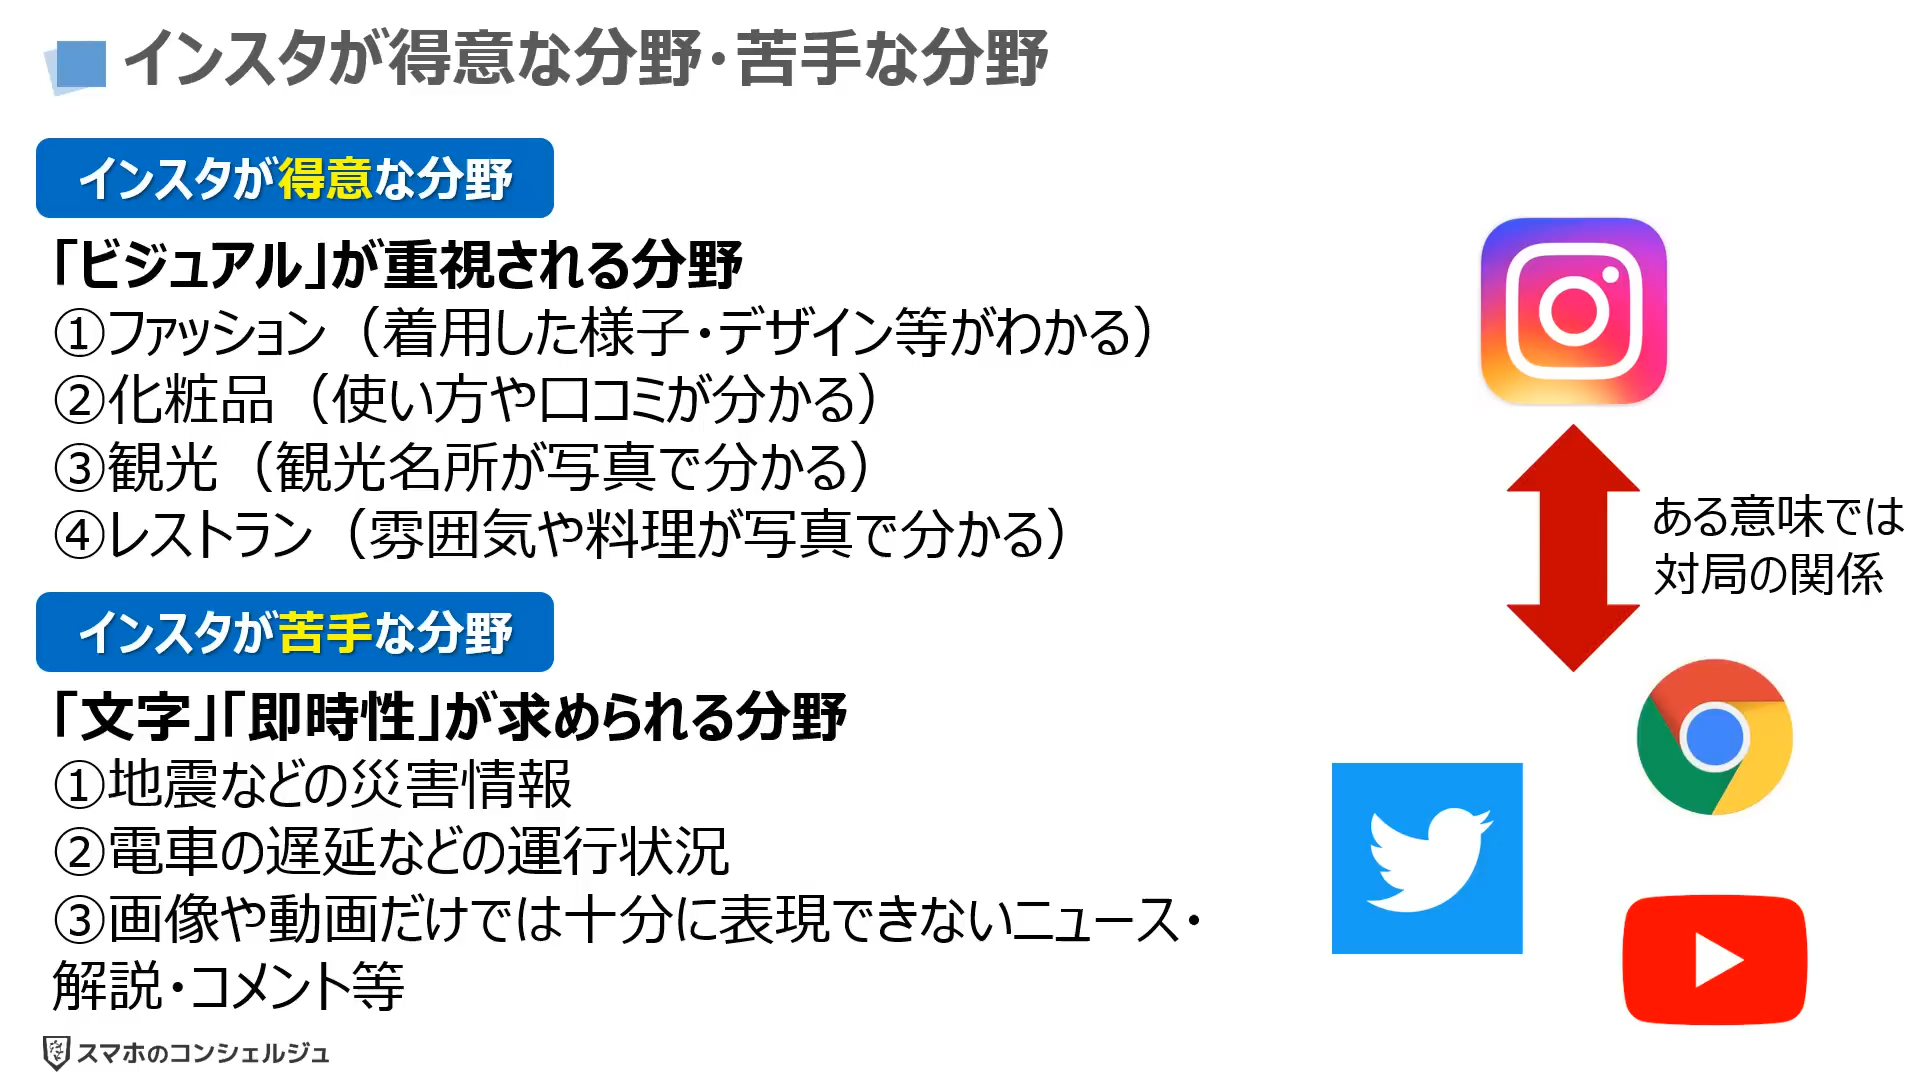 インスタが得意な分野・苦手な分野
インスタが得意な分野
「ビジュアル」が重視される分野
①ファッション（着用した様子・デザイン等がわかる）
②化粧品（使い方や口コミが分かる）
③観光（観光名所が写真で分かる）
④レストラン（雰囲気や料理が写真で分かる）
インスタが苦手な分野
「文字」「即時性」が求められる分野
①地震などの災害情報
②電車の遅延などの運行状況
③画像や動画だけでは十分に表現できないニュース・
解説・コメント等
ある意味では
対局の関係
スマホのコンシェルジュ